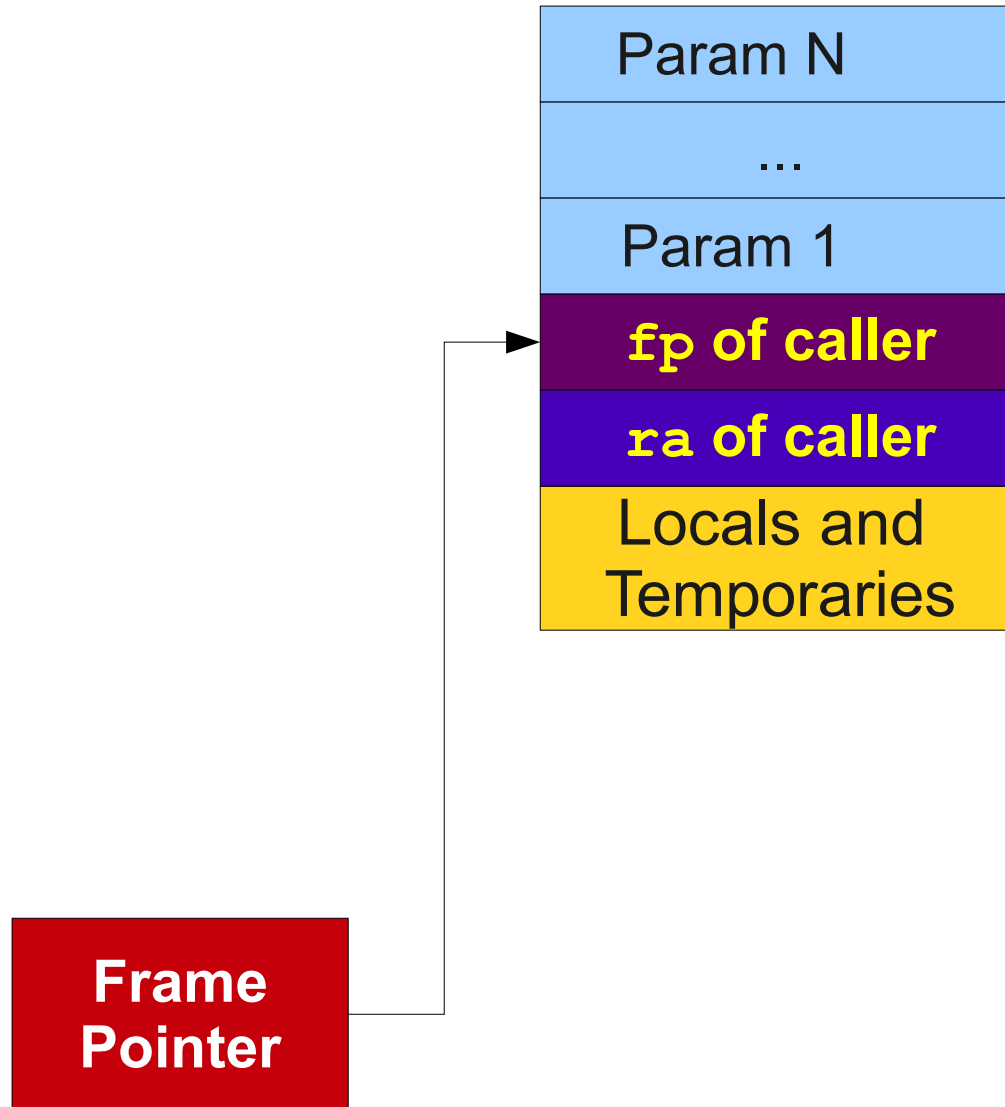 Param N
...
Param 1
fp of caller
ra of caller
Locals and
Temporaries
Frame
Pointer